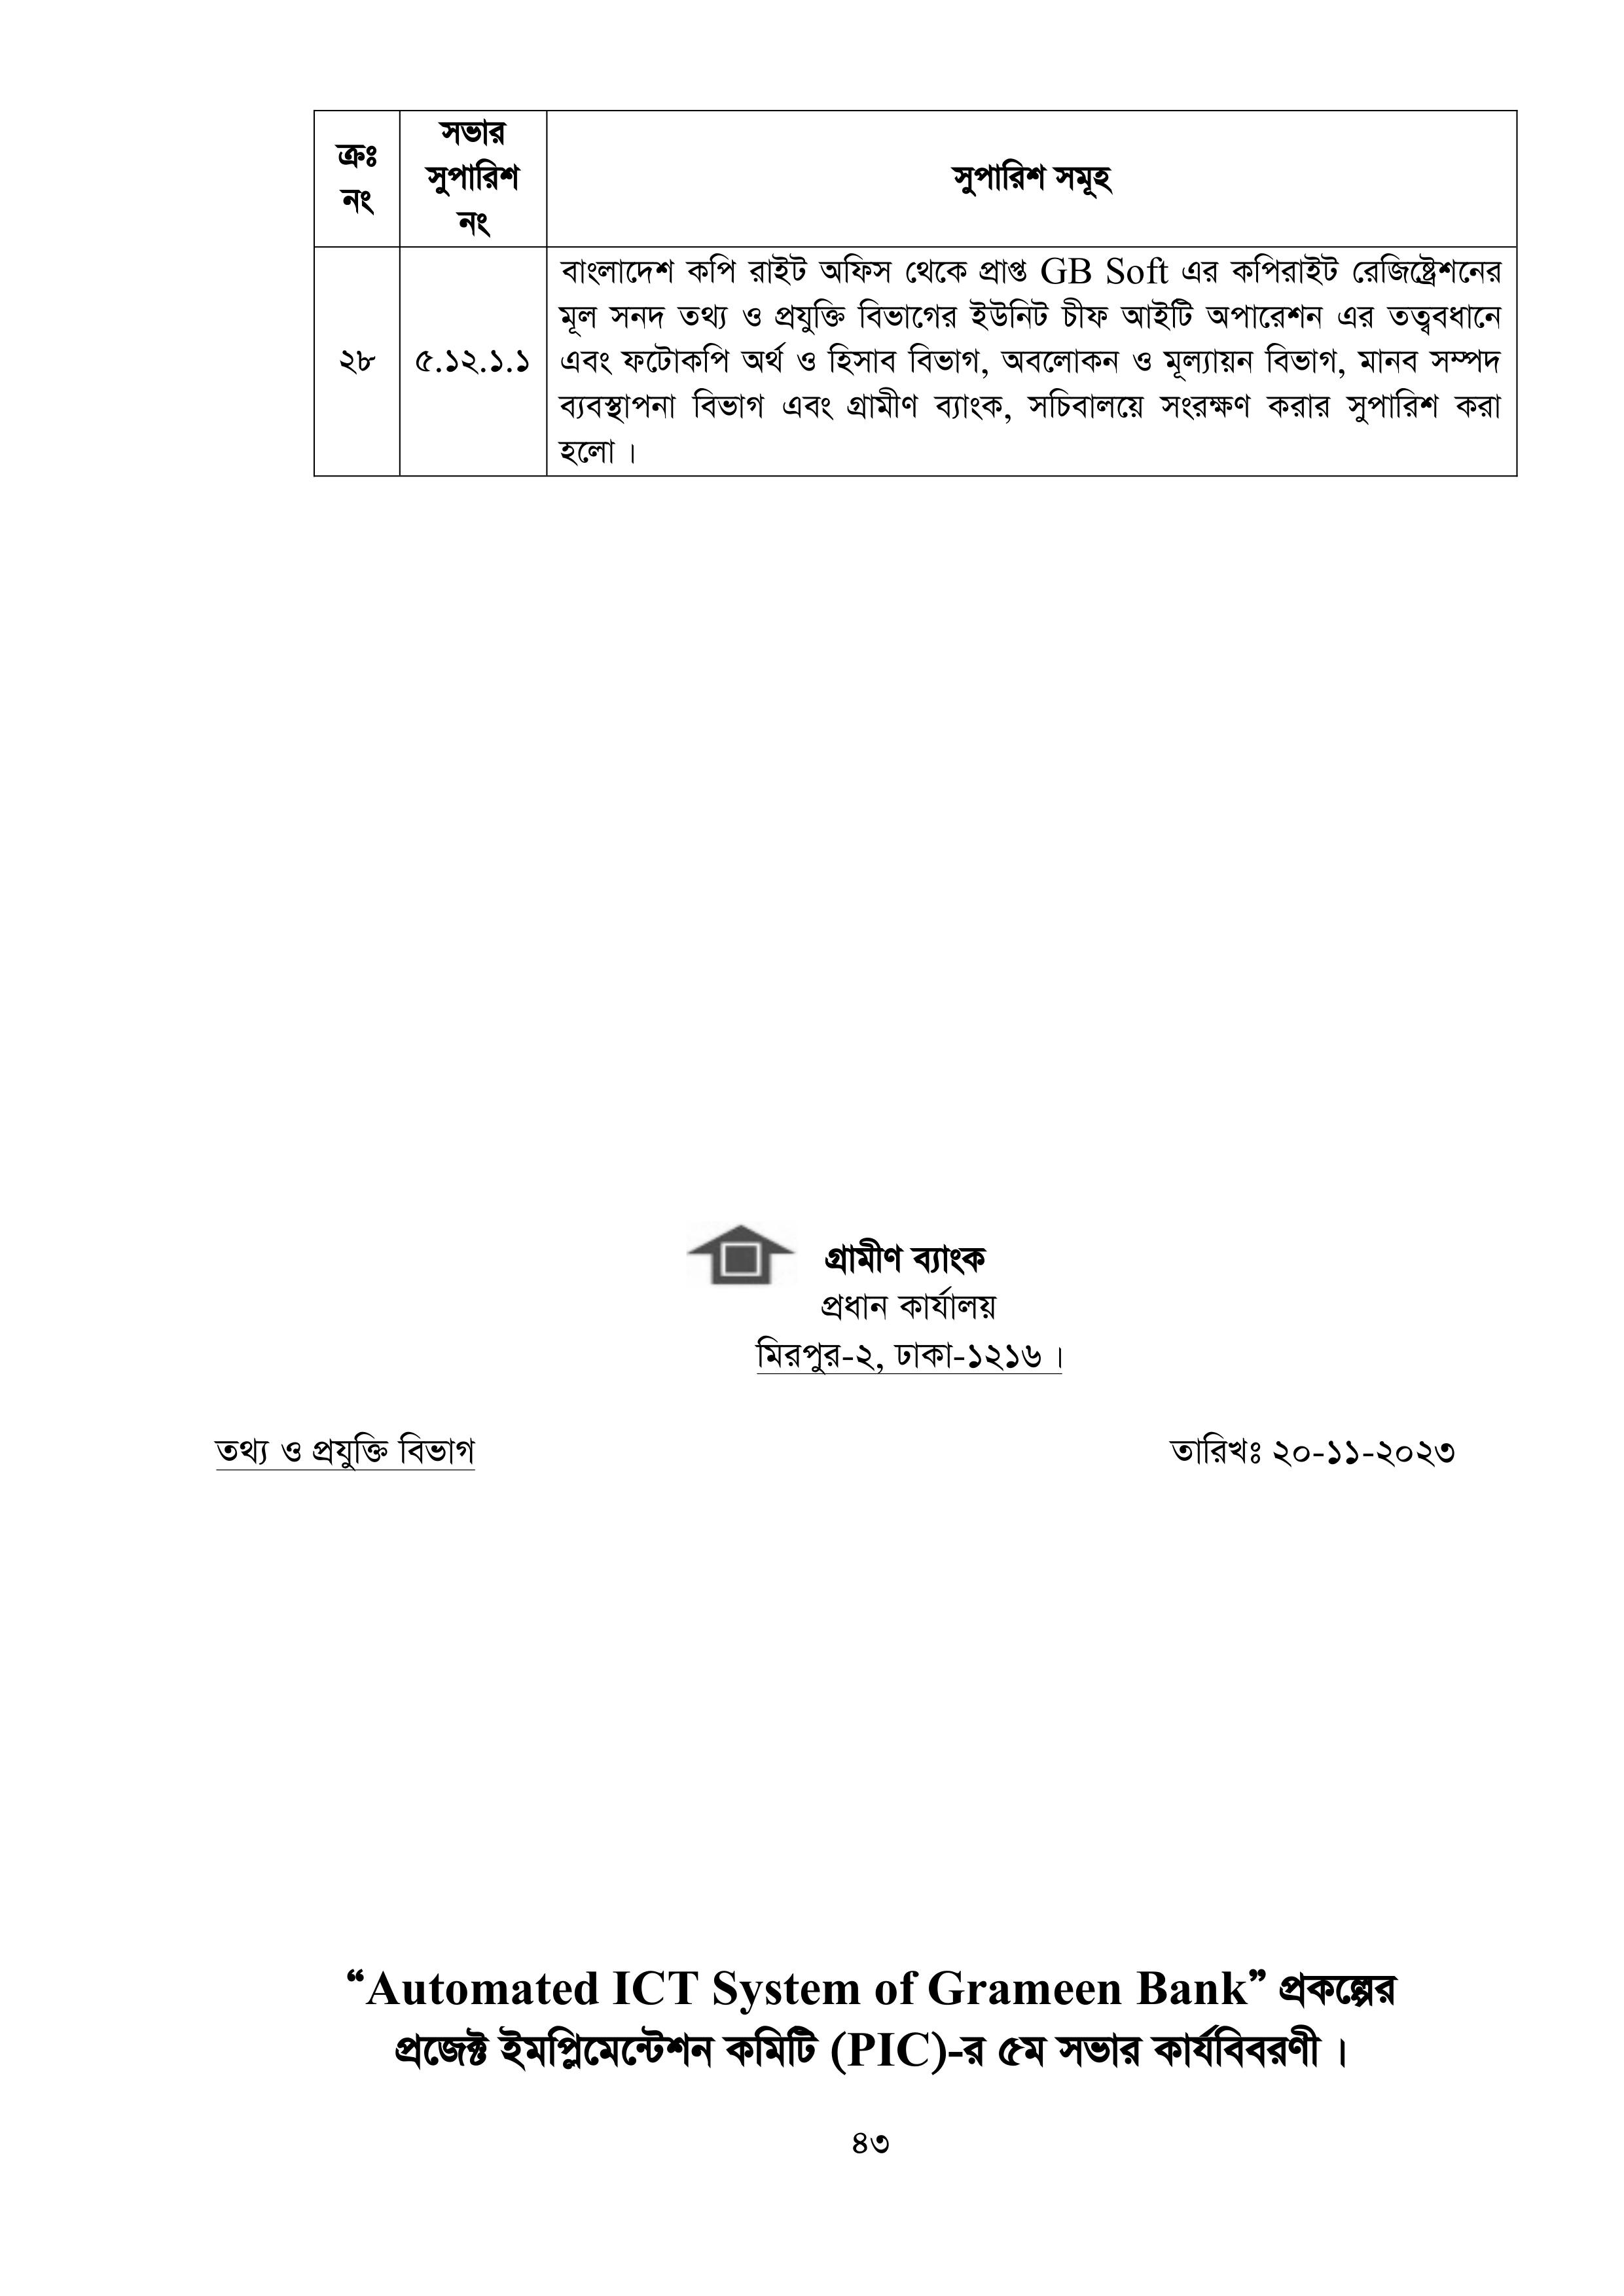 ক্রঃ নং
সভার সুপারিশ নং
সুপারিশ সমূহ
২৮
৫.১২.১.১
বাংলাদেশ কপি রাইট অফিস থেকে প্রাপ্ত GB Soft এর কপিরাইট রেজিষ্ট্রেশনের
মূল সনদ তথ্য ও প্রযুক্তি বিভাগের ইউনিট চীফ আইটি অপারেশন এর তত্ত্ববধানে
এবং ফটোকপি অর্থ ও হিসাব বিভাগ, অবলোকন ও মূল্যায়ন বিভাগ, মানব সম্পদ
ব্যবস্থাপনা বিভাগ এবং গ্রামীণ ব্যাংক, সচিবালয়ে সংরক্ষণ করার সুপারিশ করা
হলো।
গ্রামীণ ব্যাংক
প্রধান কার্যালয়
মিরপুর-২, ঢাকা-১২১৬।
তথ্য ও প্রযুক্তি বিভাগ
তারিখঃ ২০-১১-২০২৩
“Automated ICT System of Grameen Bank” প্রকল্পের
প্রজেক্ট ইমপ্লিমেন্টেশন কমিটি (PIC)-র ৫ম সভার কার্যবিবরণী।
৪৩